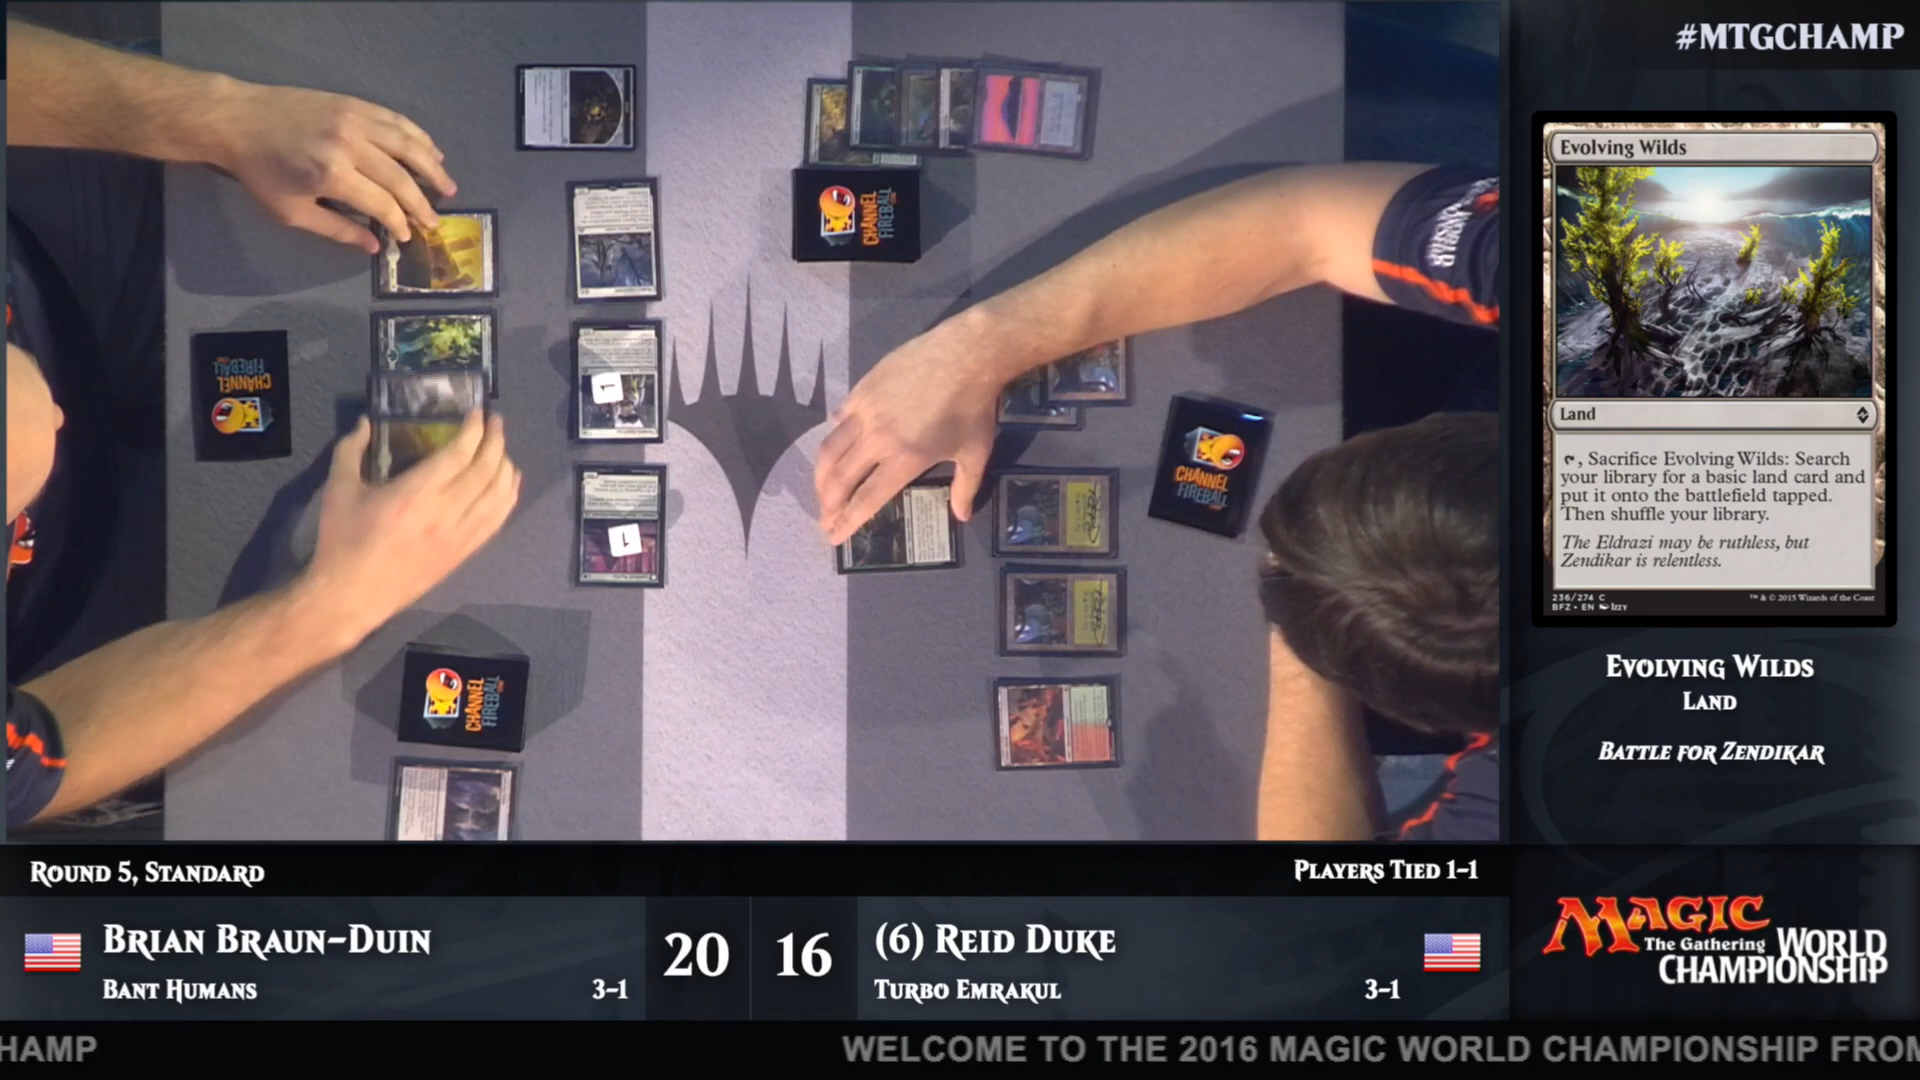 #MTGCHAMP
Evolving Wilds
Land
, Sacrifice Evolving Wilds: Search
your library for a basic land card and
put it onto the battlefield tapped.
Then shuffle your library.
The Eldrazi may be ruthless, but
Zendikar is relentless.
236/274 C
BFZ • EN Izzy
™ & © 2015 Wizards of the Coast
Evolving Wilds
Land
Battle for Zendikar
CHANNEL
FIREBALL
CHANNEL
FIREBALL
CHANNEL
FIREBALL
CHANNEL
FIREBALL
1
1
Round 5, Standard
Players Tied 1-1
Brian Braun-Duin
Bant Humans
3-1
20
16
(6) Reid Duke
Turbo Emrakul
3-1
Magic
The Gathering
World
Championship
HAMP
WELCOME TO THE 2016 MAGIC WORLD CHAMPIONSHIP FROM